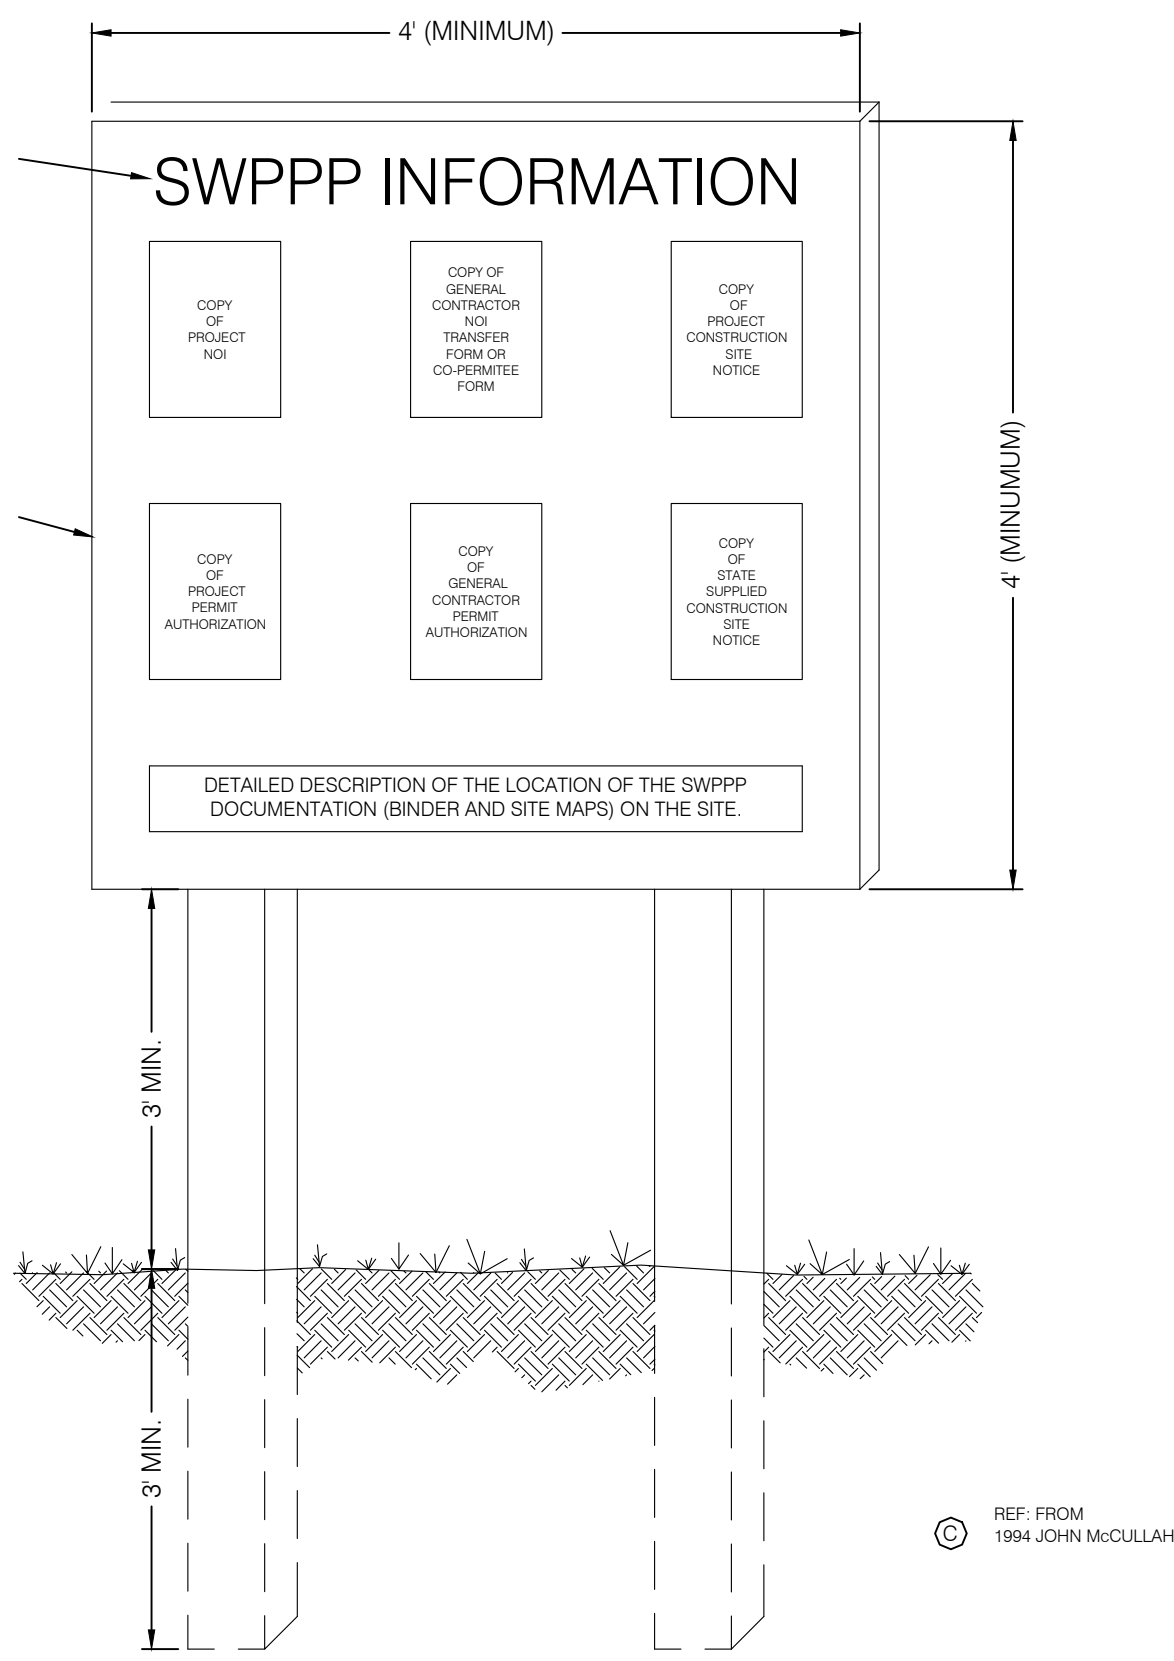 4' (MINIMUM)
SWPPP INFORMATION
COPY
OF
PROJECT
NOI
COPY OF
GENERAL
CONTRACTOR
NOI
TRANSFER
FORM OR
CO-PERMITEE
FORM
COPY
OF
PROJECT
CONSTRUCTION
SITE
NOTICE
4' (MINUMUM)
COPY
OF
PROJECT
PERMIT
AUTHORIZATION
COPY
OF
GENERAL
CONTRACTOR
PERMIT
AUTHORIZATION
COPY
OF
STATE
SUPPLIED
CONSTRUCTION
SITE
NOTICE
DETAILED DESCRIPTION OF THE LOCATION OF THE SWPPP
DOCUMENTATION (BINDER AND SITE MAPS) ON THE SITE.
3' MIN.
3' MIN.
C
REF: FROM
1994 JOHN McCULLAH